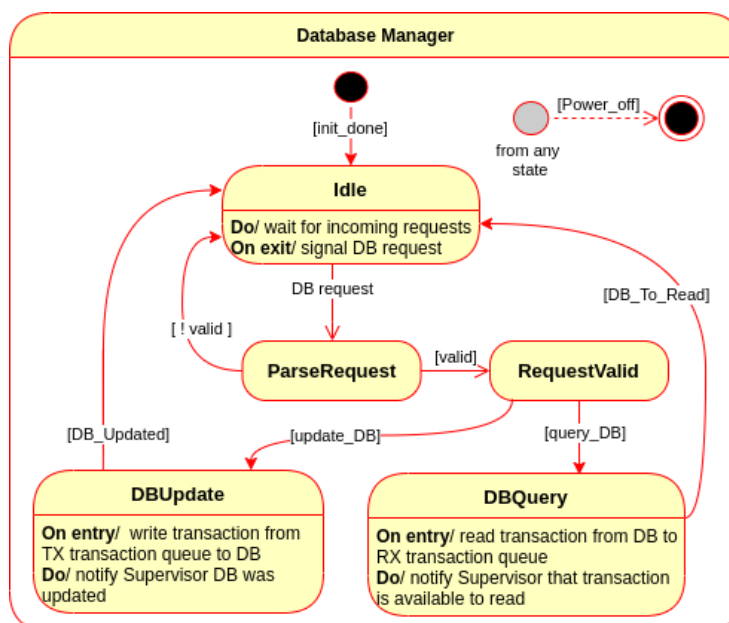 Database Manager
[Power_off]
[init_done]
from any
state
Idle
Do/ wait for incoming requests
On exit/ signal DB request
DB request
[DB_To_Read]
[ ! valid ]
[valid]
ParseRequest
RequestValid
[DB_Updated]
[update_DB]
[query_DB]
DBUpdate
On entry/  write transaction from
TX transaction queue to DB
Do/ notify Supervisor DB was
updated
DBQuery
On entry/ read transaction from DB to
RX transaction queue
Do/ notify Supervisor that transaction
is available to read